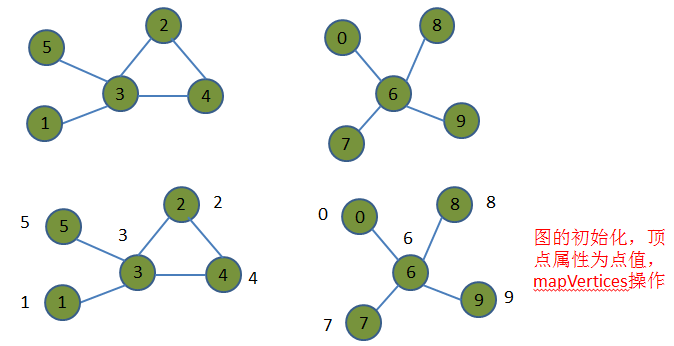 2 8
5 0
3 4 6 9
1 7
2 2 8 8
5 5 0 0
3 6
3 4 4 6
1 1 9 9
7 7
图的初始化，顶
点属性为点值，
mapVertices操作